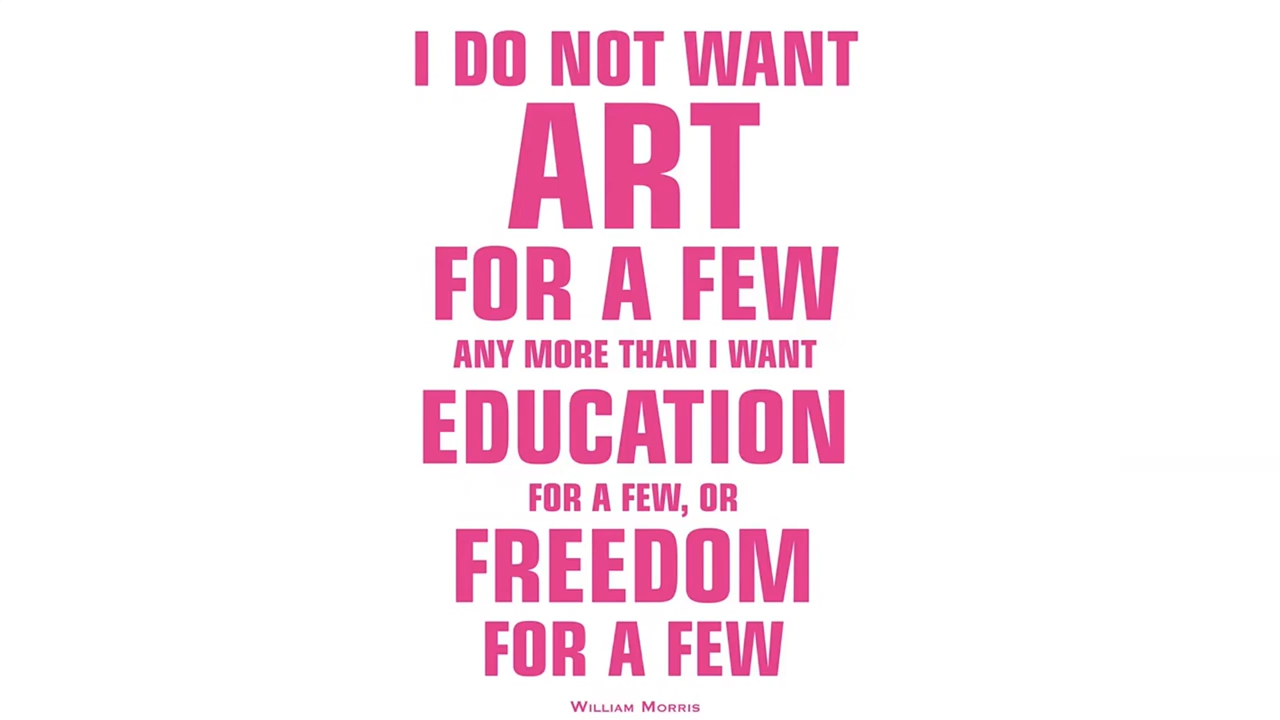 I DO NOT WANT
ART
FOR A FEW
ANY MORE THAN I WANT
EDUCATION
FOR A FEW, OR
FREEDOM
FOR A FEW
WILLIAM MORRIS